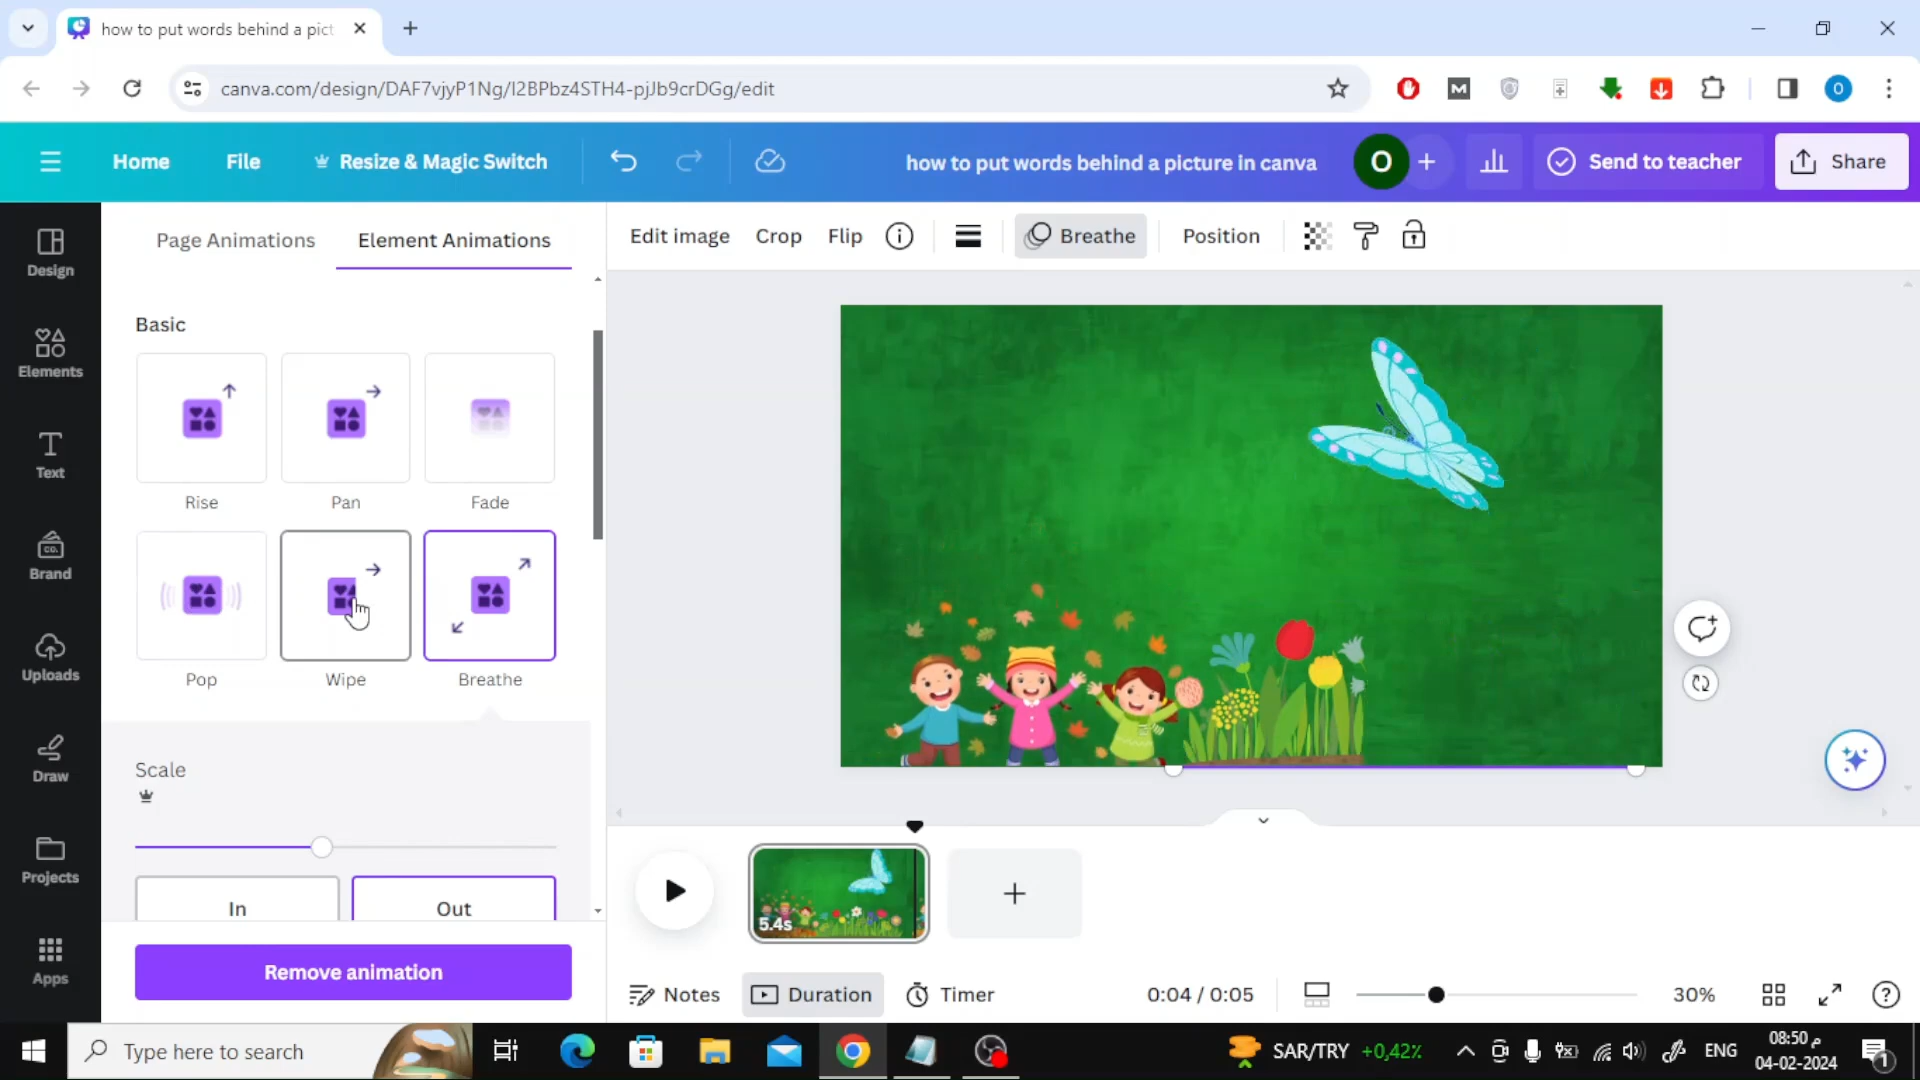 how to put words behind a pict
canva.com/design/DAF7vjyP1Ng/I2BPbz4STH4-pjJb9crDGg/edit
O
Home
File
Resize & Magic Switch
how to put words behind a picture in canva
O
Send to teacher
Share
Design
Elements
Text
Brand
CO.
Uploads
Draw
Projects
Apps
Page Animations
Element Animations
Basic
Rise
Pan
Fade
Pop
Wipe
Breathe
Scale
In
Out
Remove animation
Edit image
Crop
Flip
Breathe
Position
5.4s
Notes
Duration
Timer
0:04 / 0:05
30%
Type here to search
SAR/TRY +0,42%
ENG
08:50 م
04-02-2024
1